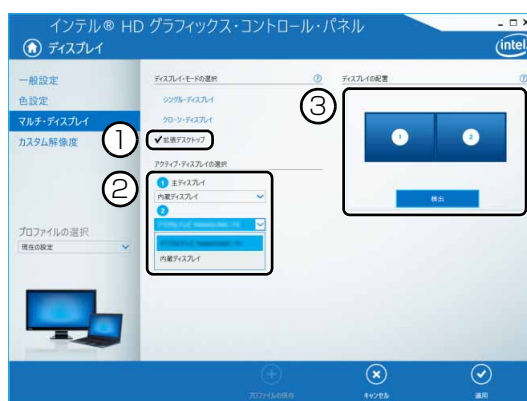 インテル® HD グラフィックス・コントロール・パネル
ディスプレイ
intel
一般設定
色設定
マルチ・ディスプレイ
カスタム解像度
プロファイルの選択
現在の設定
ディスプレイ・モードの選択
シングル・ディスプレイ
クローン・ディスプレイ
① ✔拡張デスクトップ
アクティブ・ディスプレイの選択
②
1 主ディスプレイ
内蔵ディスプレイ
2
内蔵ディスプレイ
ディスプレイの配置
③
1 2
検出
プロファイルの保存
キャンセル
適用